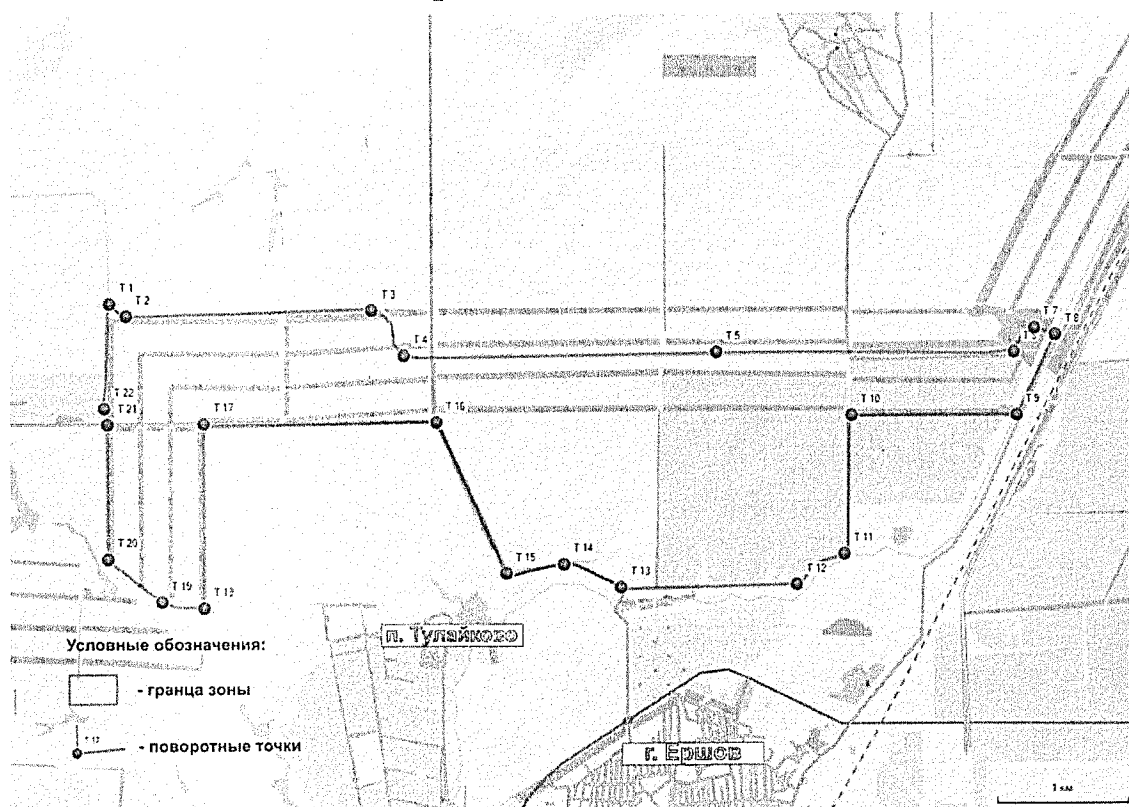 Т 1
Т 2
Т 3
Т 4
Т 5
Т 7
Т 8
Т 22
Т 21
Т 17
Т 16
Т 10
Т 9
Т 20
Т 19
Т 15
Т 14
Т 13
Т 12
Т 11
п. Тулайково
Условные обозначения:
- гранца зоны
- поворотные точки
г. Ершов
1 км